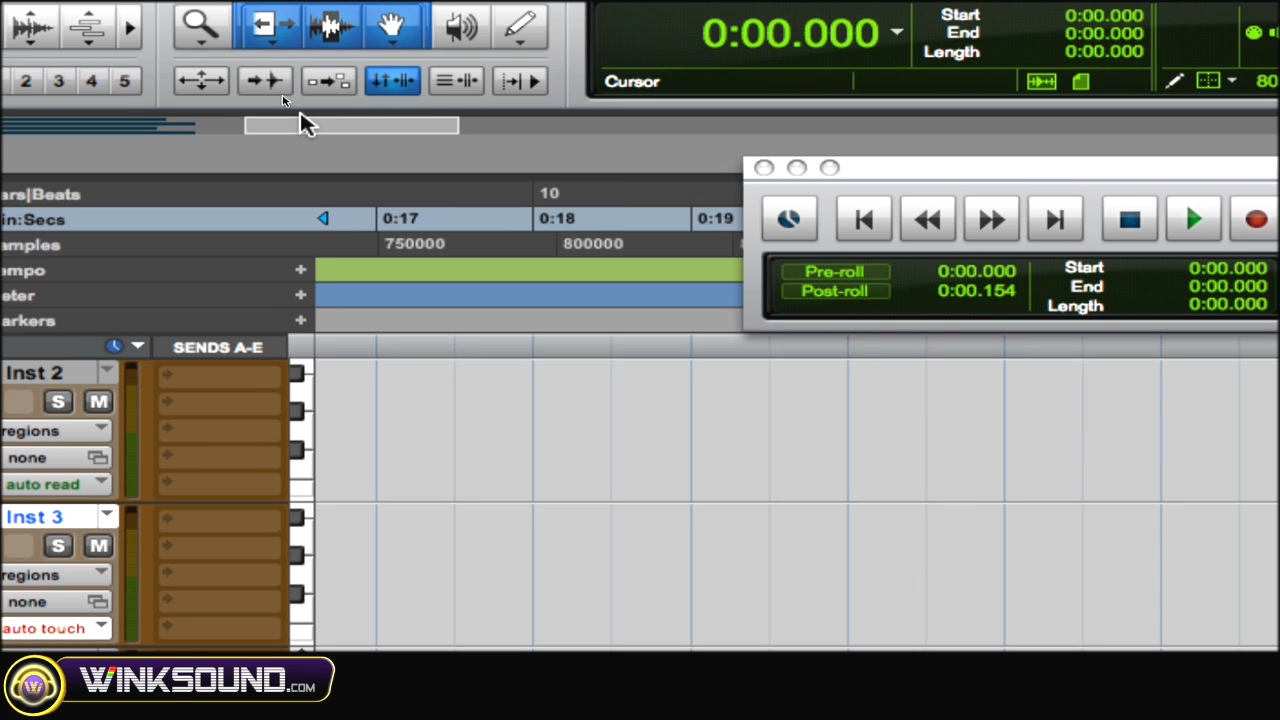 Start 0:00.000
0:00.000
End 0:00.000
Length 0:00.000
2 3 4 5
Cursor
80
ars|Beats 10
in:Secs 0:17 0:18 0:19
amples 750000 800000
empo
eter
arkers
Pre-roll 0:00.000 Start 0:00.000
Post-roll 0:00.154 End 0:00.000
Length 0:00.000
SENDS A-E
Inst 2
S M
regions
none
auto read
Inst 3
S M
regions
none
auto touch
WINKSOUND.COM